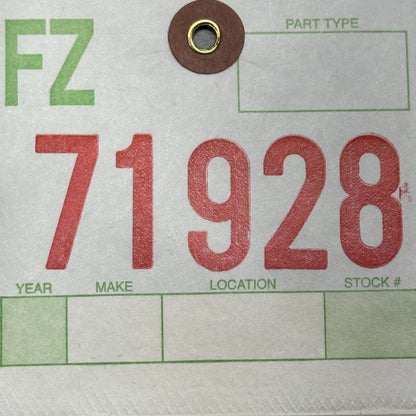 FZ PART TYPE
71928
YEAR MAKE LOCATION STOCK #